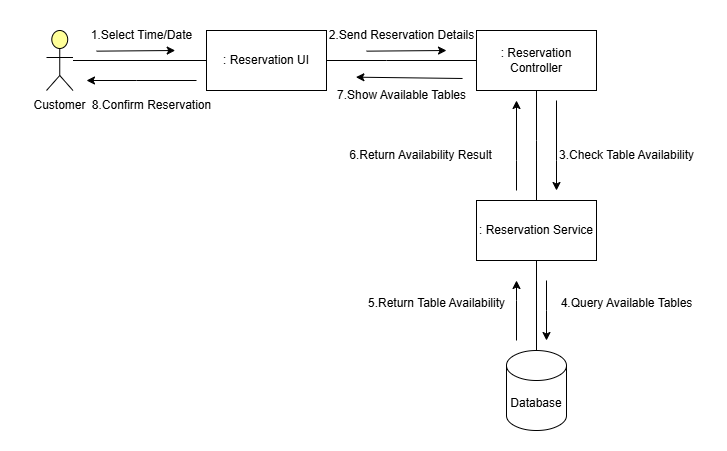 1.Select Time/Date
2.Send Reservation Details
: Reservation UI
: Reservation
Controller
Customer
8.Confirm Reservation
7.Show Available Tables
6.Return Availability Result
3.Check Table Availability
: Reservation Service
5.Return Table Availability
4.Query Available Tables
Database